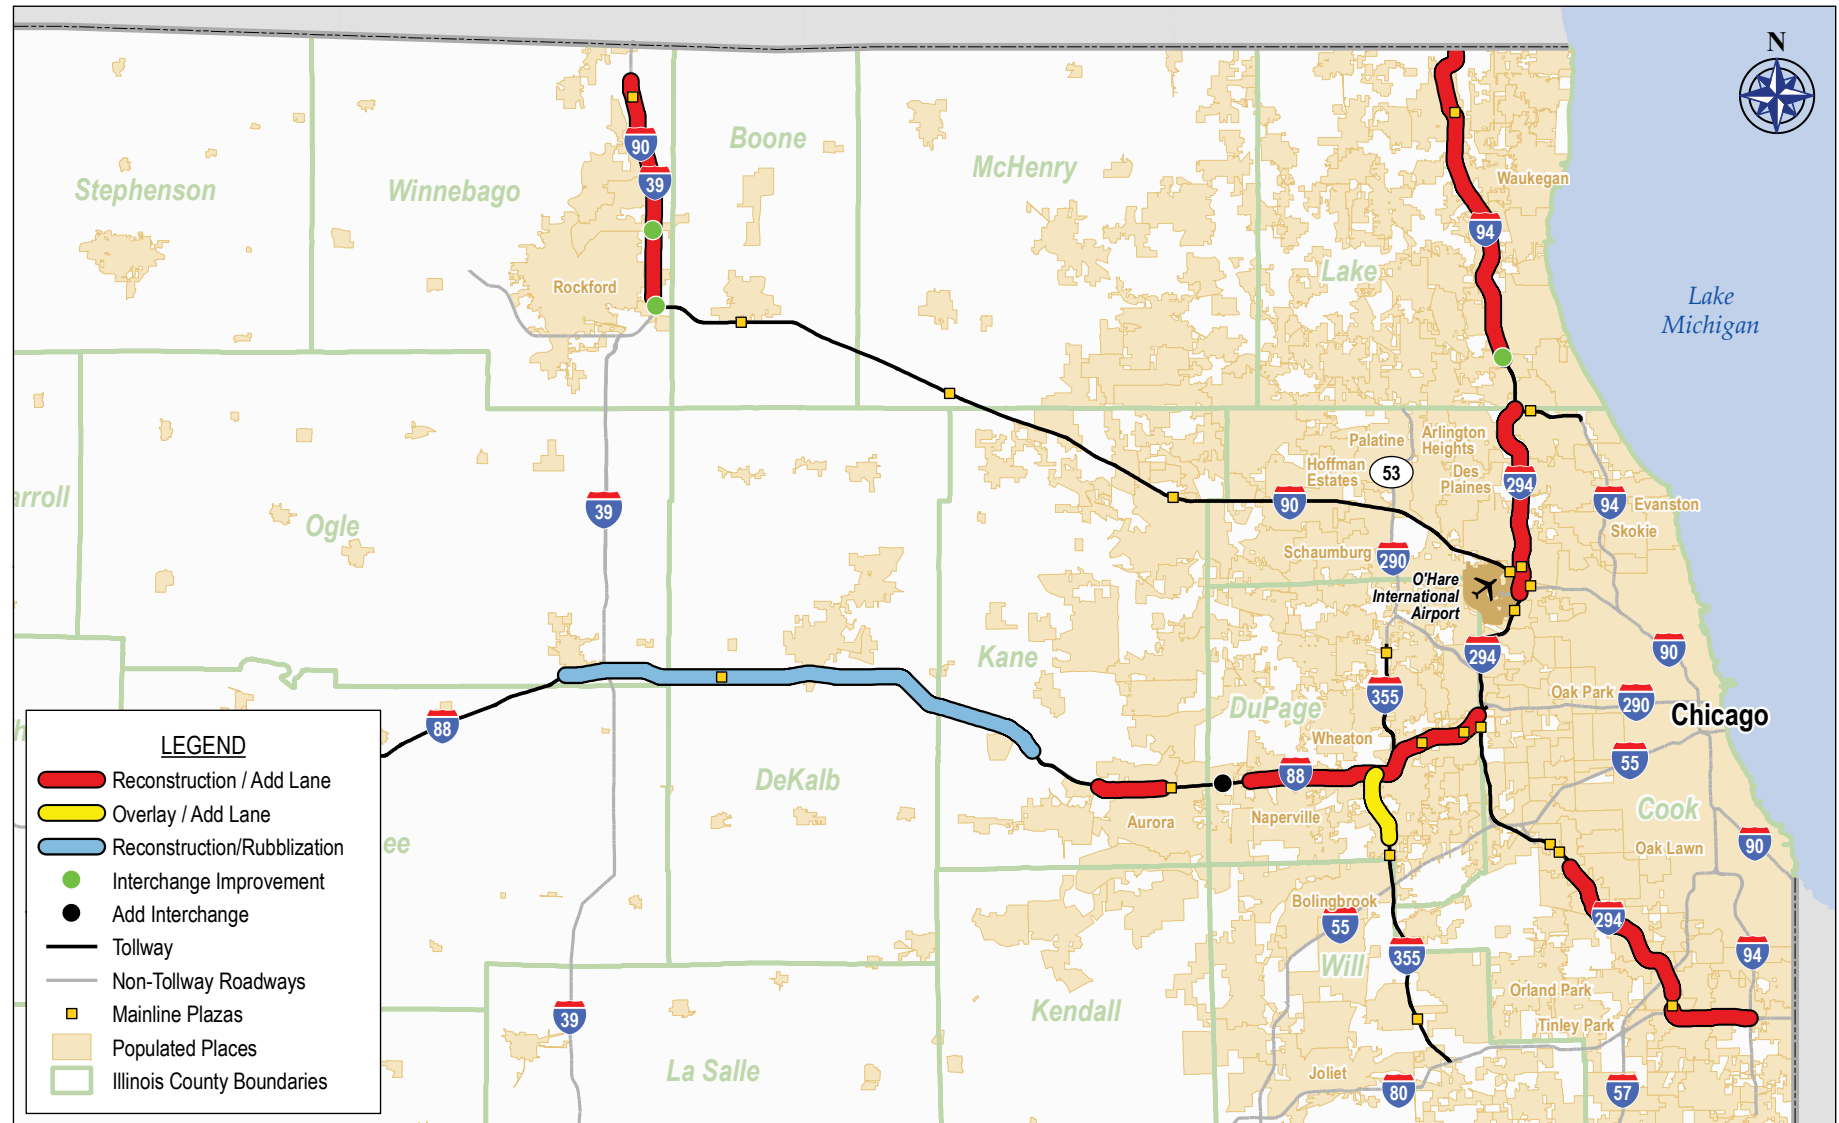 N
90
Boone
McHenry
Stephenson
Winnebago
39
Waukegan
94
Lake
Rockford
Lake
Michigan
Palatine
Arlington
Heights
Hoffman
Estates
53
Des
Plaines
294
arroll
Ogle
39
90
94
Evanston
Skokie
Schaumburg
290
O'Hare
International
Airport
Kane
294
90
355
Oak Park
290
DuPage
Chicago
88
Wheaton
55
LEGEND
Reconstruction / Add Lane
Overlay / Add Lane
Reconstruction/Rubblization
Interchange Improvement
Add Interchange
Tollway
Non-Tollway Roadways
Mainline Plazas
Populated Places
Illinois County Boundaries
DeKalb
88
Cook
Aurora
Naperville
ee
Oak Lawn
90
Bolingbrook
55
294
94
Will
355
Orland Park
39
Kendall
Tinley Park
La Salle
Joliet
80
57